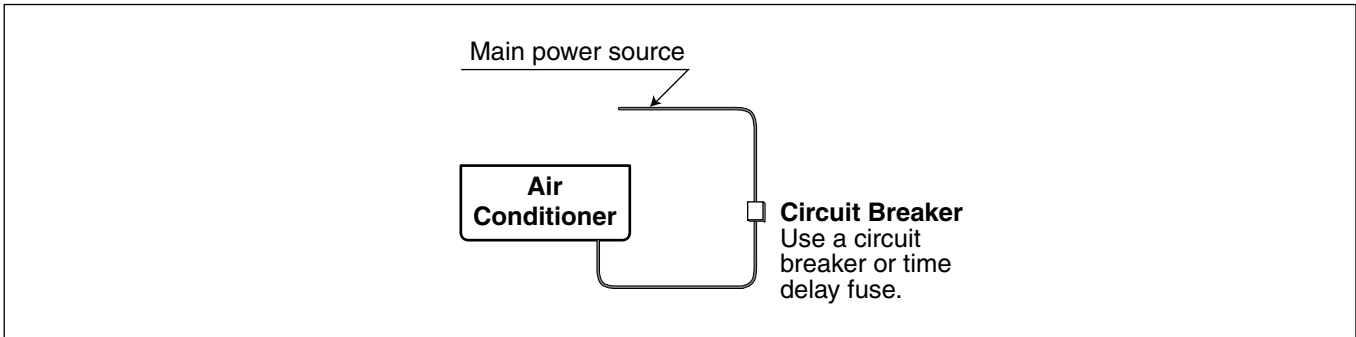 Main power source
Air
Conditioner
Circuit Breaker
Use a circuit
breaker or time
delay fuse.